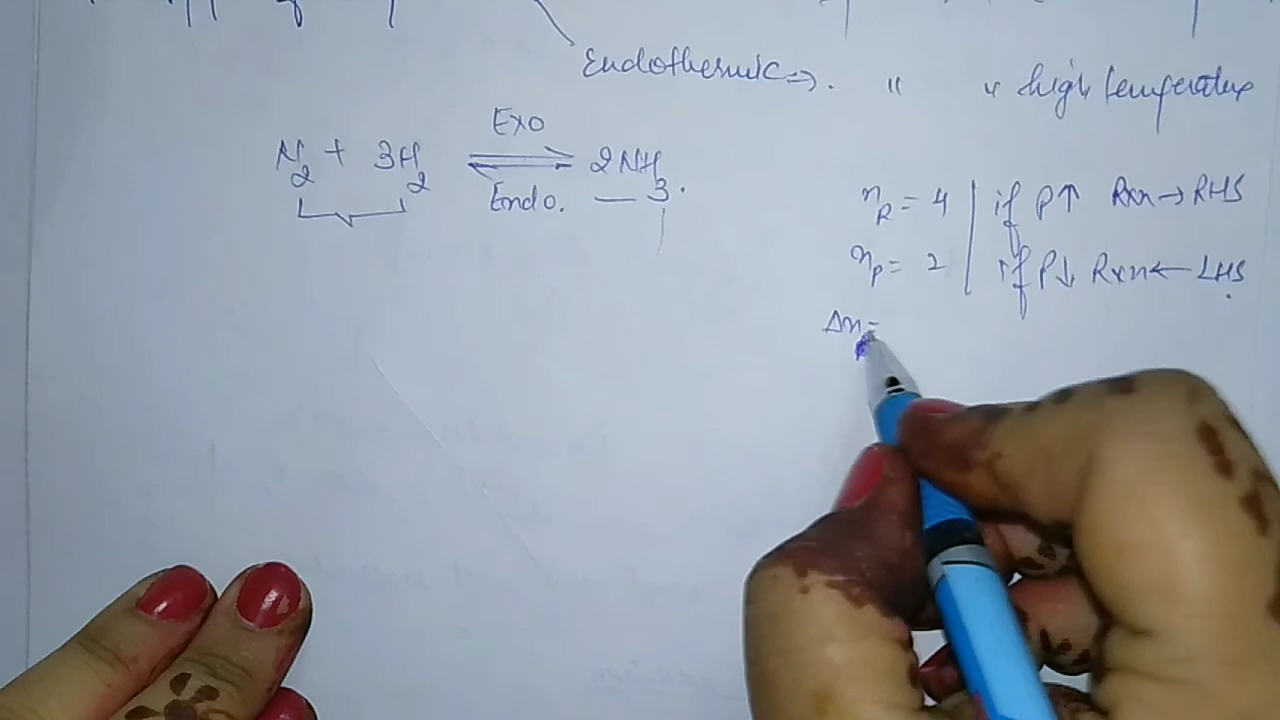 Endothermic ⇒. " " high temperature
Exo
N2 + 3H2 ⇌ 2NH3.
Endo.
nR = 4 | if P↑ Rxn → RHS
nP = 2 | if P↓ Rxn ← LHS.
Δn =